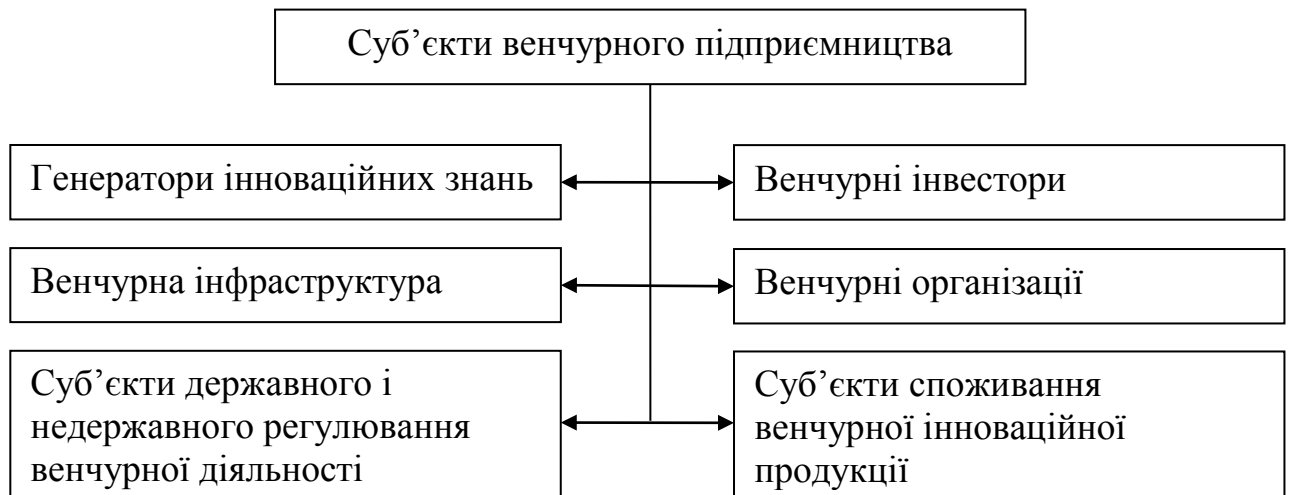 Суб’єкти венчурного підприємництва
Генератори інноваційних знань
Венчурні інвестори
Венчурна інфраструктура
Венчурні організації
Суб’єкти державного і
недержавного регулювання
венчурної діяльності
Суб’єкти споживання
венчурної інноваційної
продукції